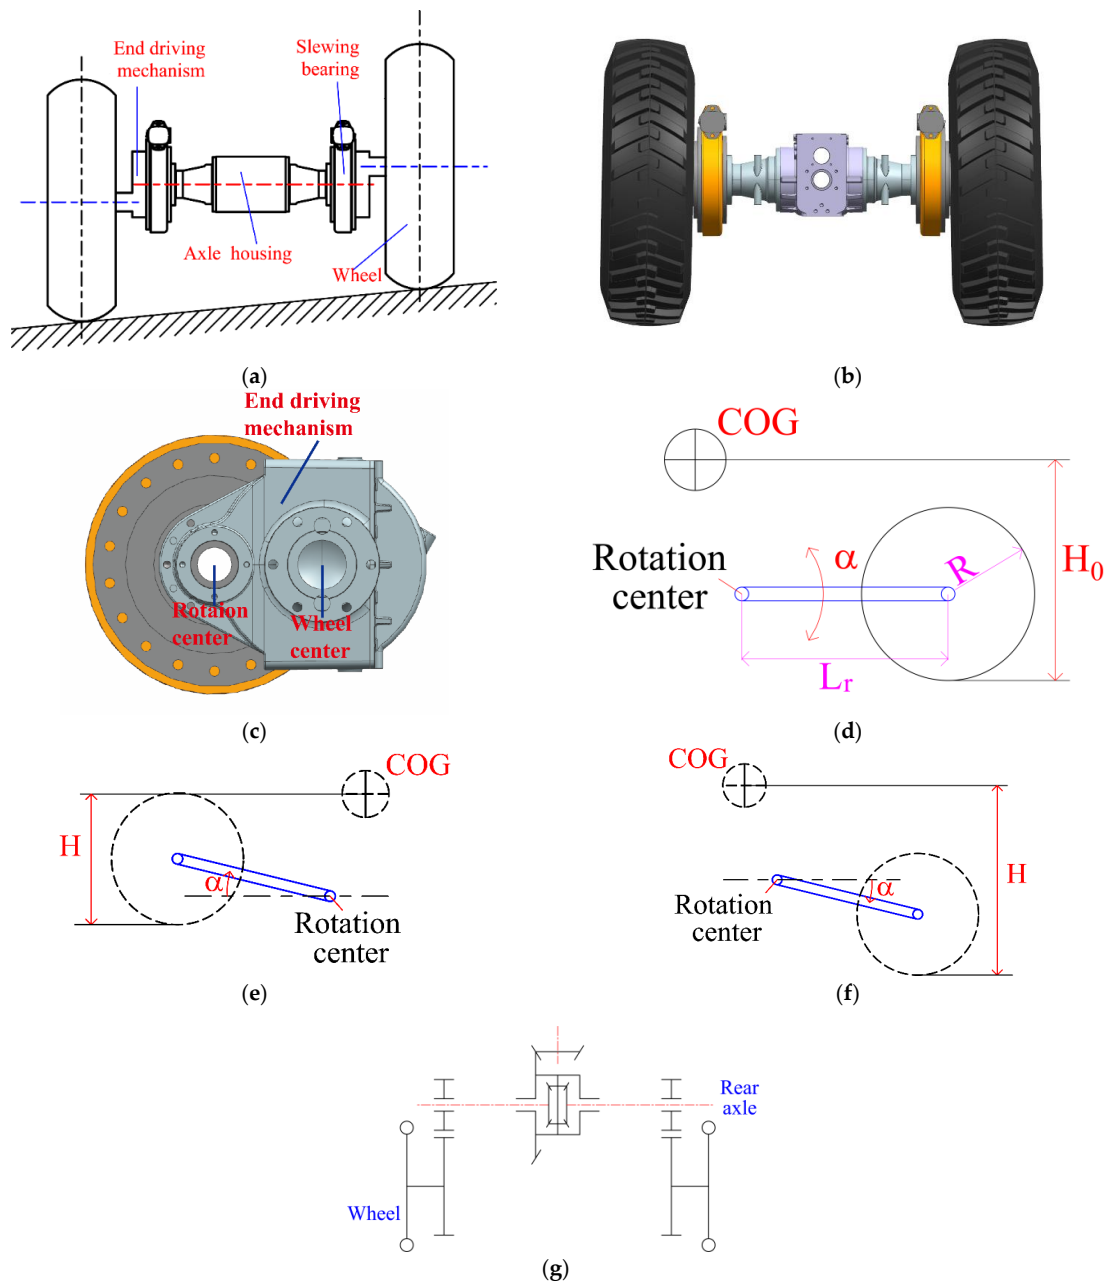 End driving
mechanism
Slewing
bearing
Axle housing
Wheel
(a)
(b)
End driving
mechanism
Rotaion
center
Wheel
center
(c)
COG
Rotation
center
α
R
H0
Lr
(d)
COG
H
α
Rotation
center
(e)
COG
α
H
Rotation
center
(f)
Rear
axle
Wheel
(g)